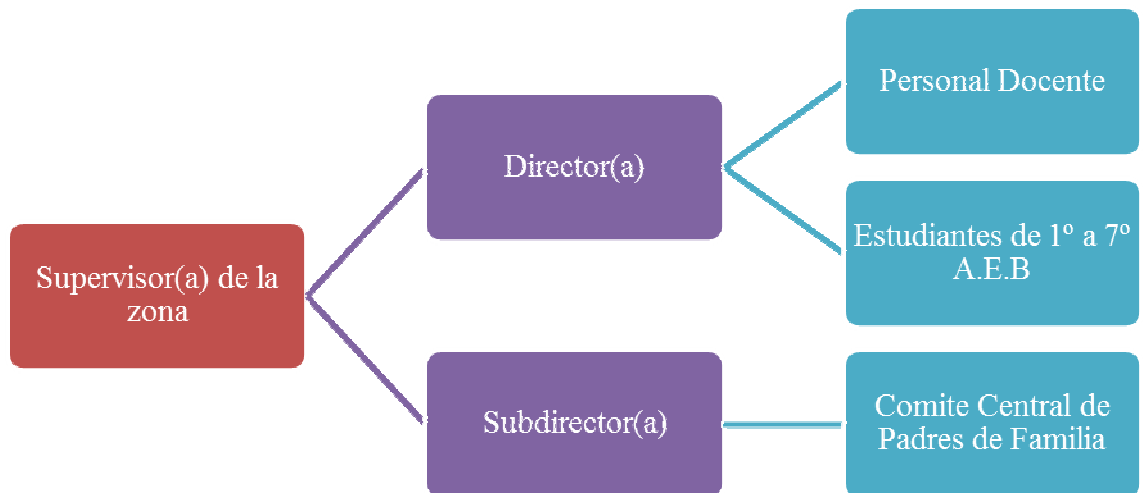 Supervisor(a) de la
zona
Director(a)
Subdirector(a)
Personal Docente
Estudiantes de 1º a 7º
A.E.B
Comite Central de
Padres de Familia